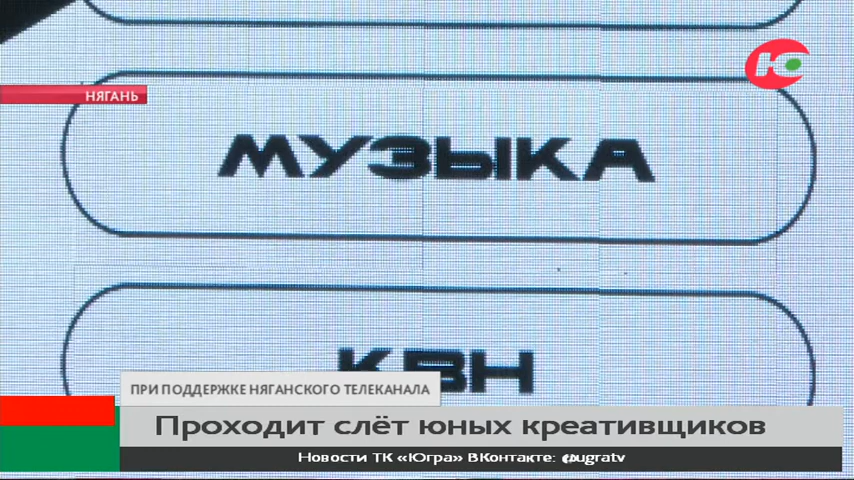 Ю
НЯГАНЬ
МУЗЫКА
КВН
ПРИ ПОДДЕРЖКЕ НЯГАНСКОГО ТЕЛЕКАНАЛА
Проходит слёт юных креативщиков
Новости ТК «Югра» ВКонтакте: @ugratv